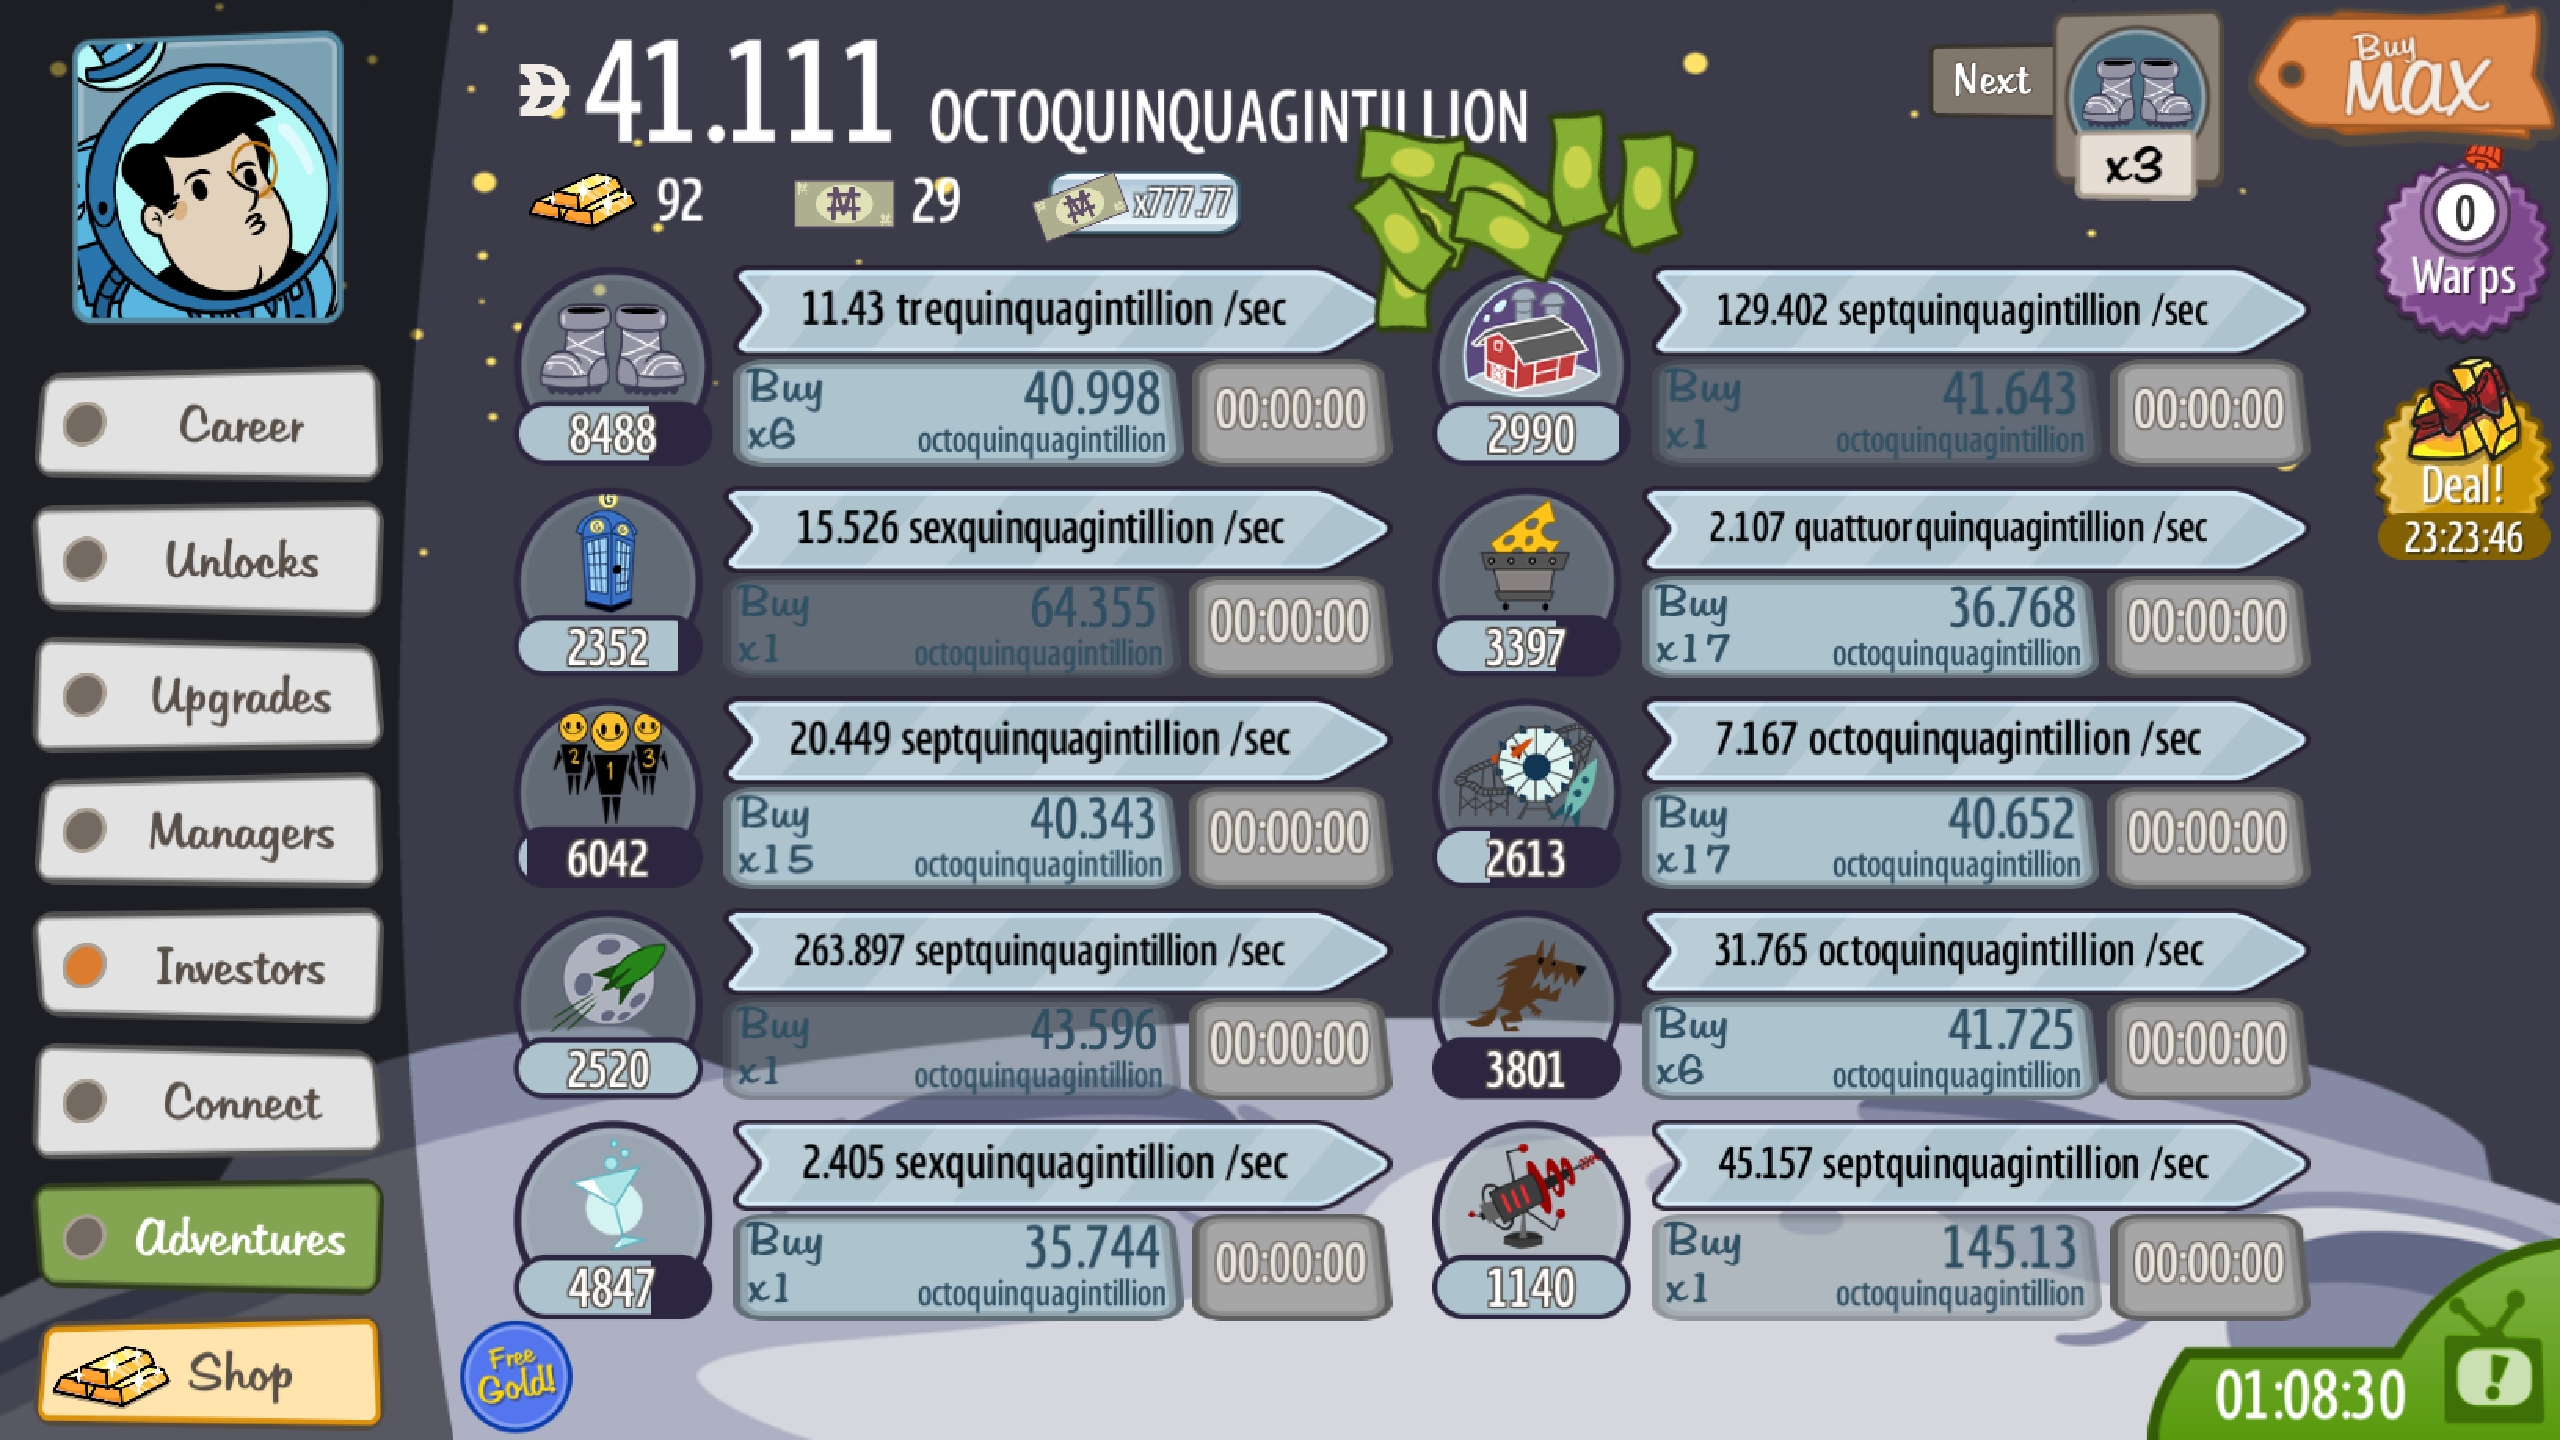 41.111 OCTOQUINQUAGINTILLION
Next
x3
Buy
MAX
92
29
x777.77
0
Warps
Deal!
23:23:46
Career
Unlocks
Upgrades
Managers
Investors
Connect
Adventures
Shop
Free
Gold!
11.43 trequinquagintillion /sec
8488
Buy
x6
40.998
octoquinquagintillion
00:00:00
129.402 septquinquagintillion /sec
2990
Buy
x1
41.643
octoquinquagintillion
00:00:00
15.526 sexquinquagintillion /sec
G
2352
Buy
x1
64.355
octoquinquagintillion
00:00:00
2.107 quattuorquinquagintillion /sec
3397
Buy
x17
36.768
octoquinquagintillion
00:00:00
20.449 septquinquagintillion /sec
2 1 3
6042
Buy
x15
40.343
octoquinquagintillion
00:00:00
7.167 octoquinquagintillion /sec
2613
Buy
x17
40.652
octoquinquagintillion
00:00:00
263.897 septquinquagintillion /sec
2520
Buy
x1
43.596
octoquinquagintillion
00:00:00
31.765 octoquinquagintillion /sec
3801
Buy
x6
41.725
octoquinquagintillion
00:00:00
2.405 sexquinquagintillion /sec
4847
Buy
x1
35.744
octoquinquagintillion
00:00:00
45.157 septquinquagintillion /sec
1140
Buy
x1
145.13
octoquinquagintillion
00:00:00
01:08:30
!